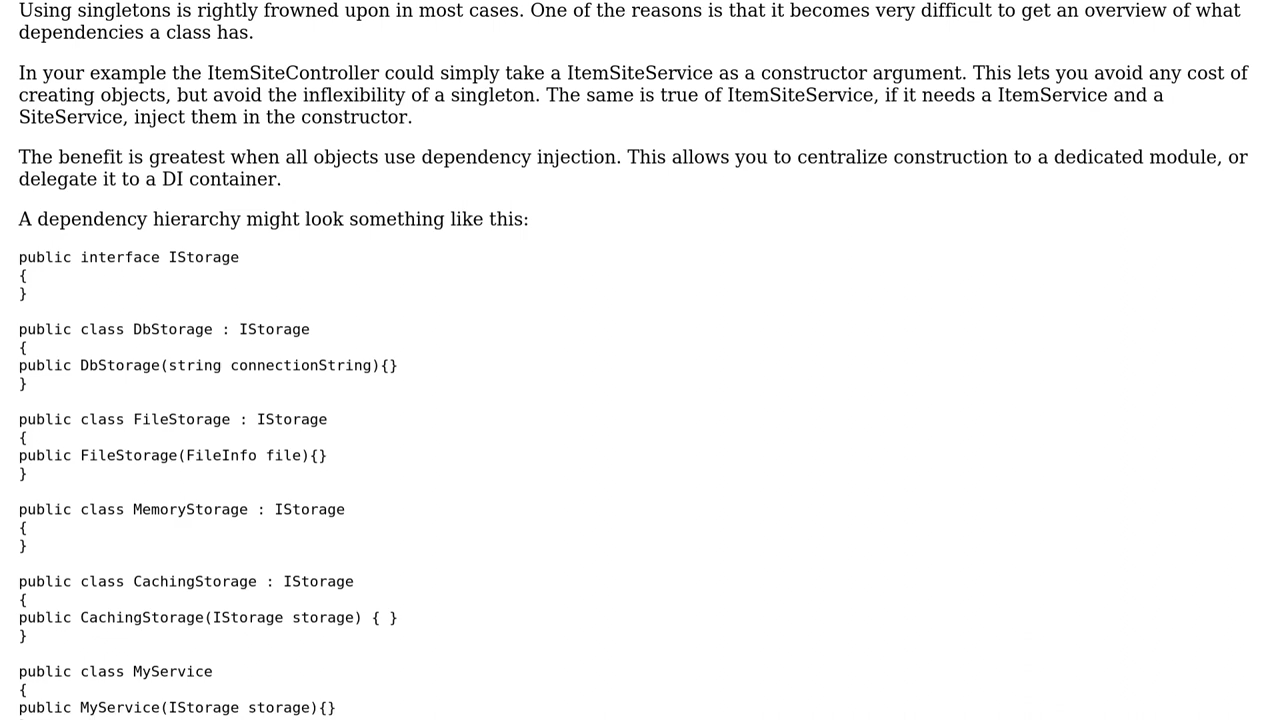 Using singletons is rightly frowned upon in most cases. One of the reasons is that it becomes very difficult to get an overview of what
dependencies a class has.
In your example the ItemSiteController could simply take a ItemSiteService as a constructor argument. This lets you avoid any cost of
creating objects, but avoid the inflexibility of a singleton. The same is true of ItemSiteService, if it needs a ItemService and a
SiteService, inject them in the constructor.
The benefit is greatest when all objects use dependency injection. This allows you to centralize construction to a dedicated module, or
delegate it to a DI container.
A dependency hierarchy might look something like this:
public interface IStorage
{
}
public class DbStorage : IStorage
{
public DbStorage(string connectionString){}
}
public class FileStorage : IStorage
{
public FileStorage(FileInfo file){}
}
public class MemoryStorage : IStorage
{
}
public class CachingStorage : IStorage
{
public CachingStorage(IStorage storage) { }
}
public class MyService
{
public MyService(IStorage storage){}